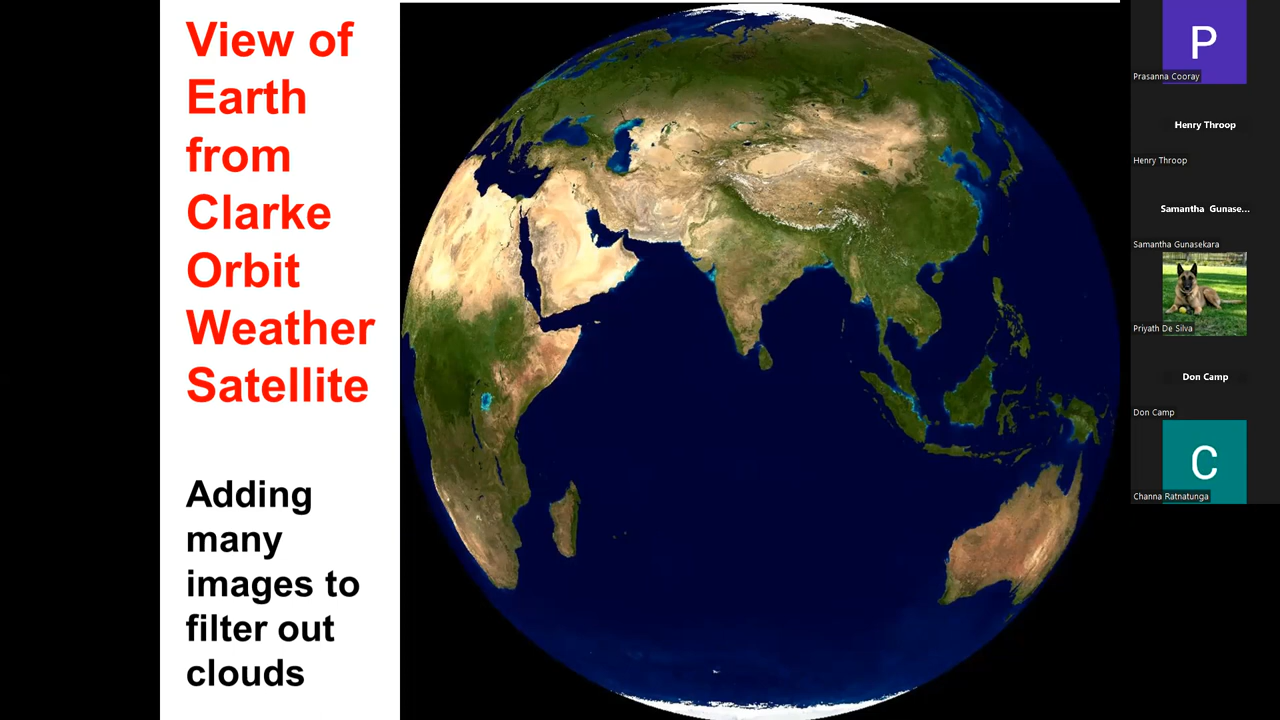 View of
Earth
from
Clarke
Orbit
Weather
Satellite
Adding
many
images to
filter out
clouds
P
Prasanna Cooray
Henry Throop
Henry Throop
Samantha Gunase...
Samantha Gunasekara
Priyath De Silva
Don Camp
Don Camp
C
Channa Ratnatunga